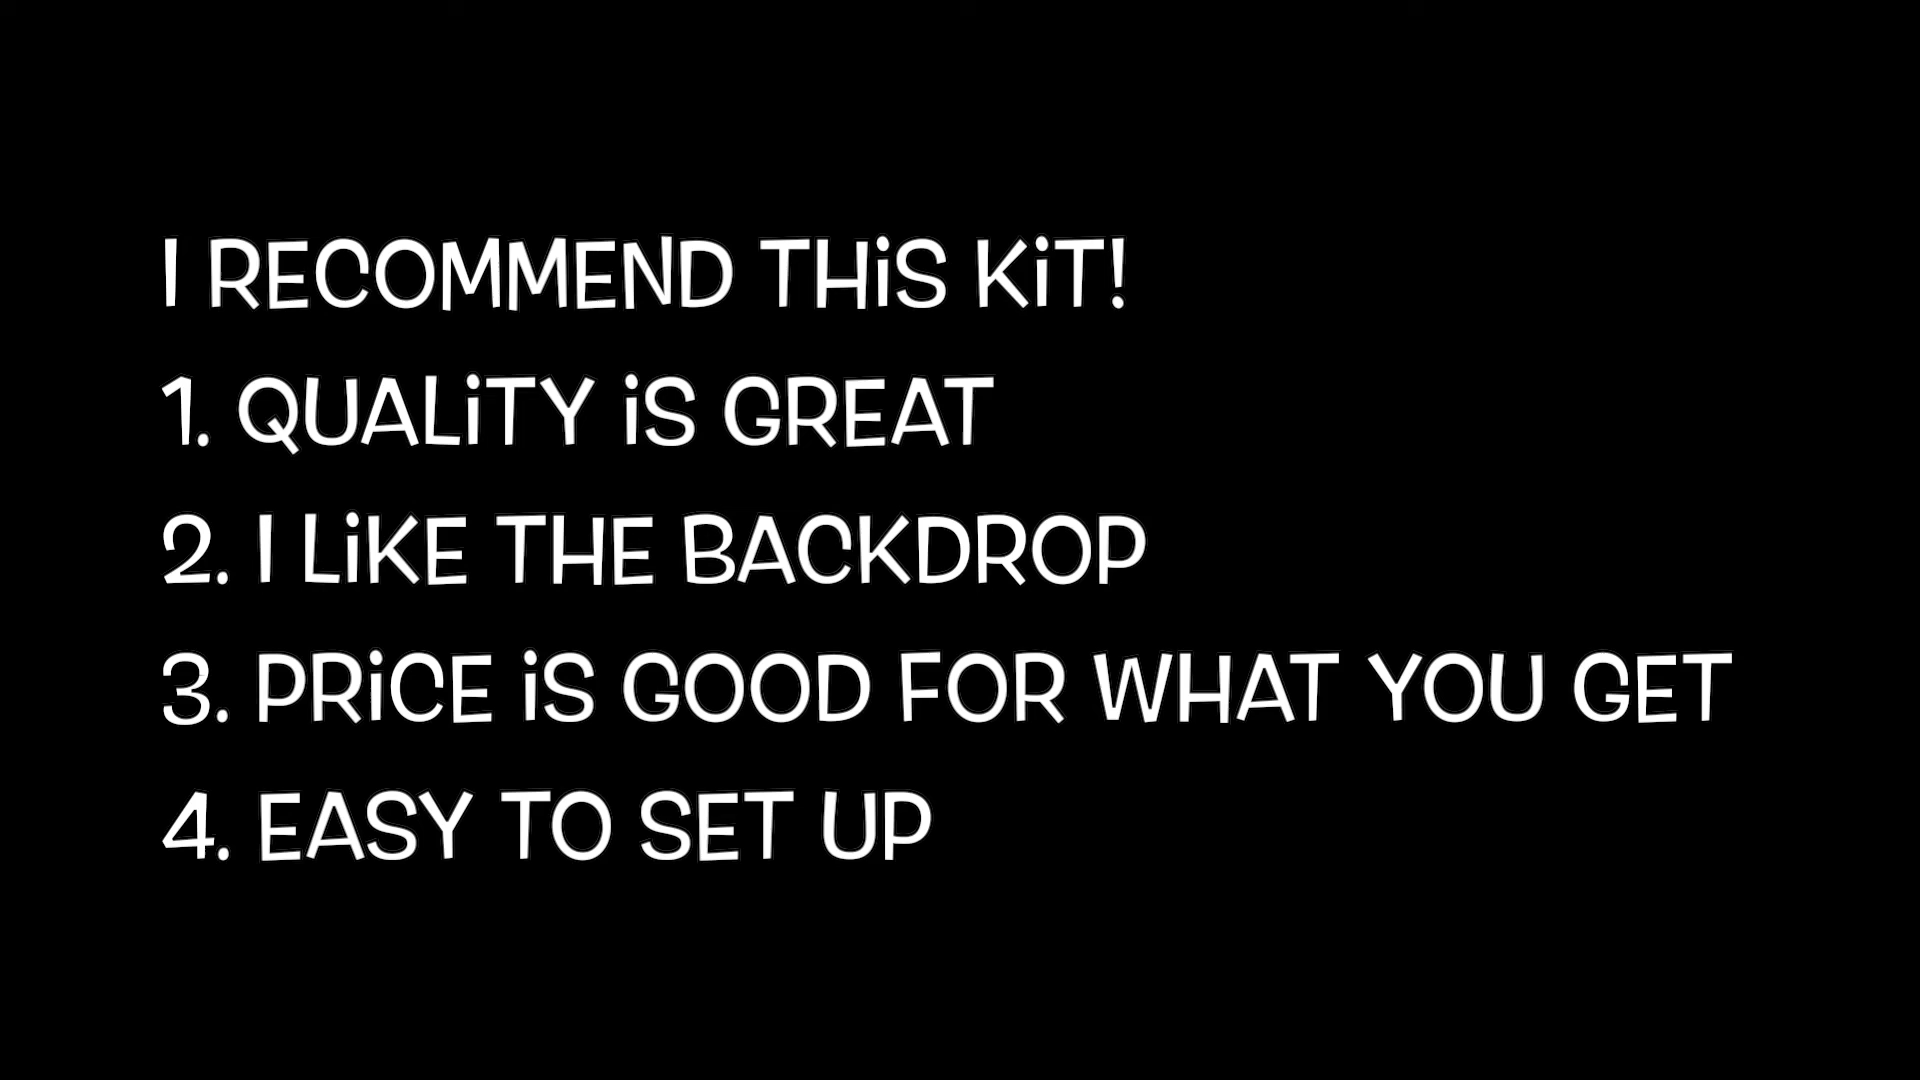 I RECOMMEND THiS KiT!
1. QUALiTY iS GREAT
2. I LiKE THE BACKDROP
3. PRiCE iS GOOD FOR WHAT YOU GET
4. EASY TO SET UP